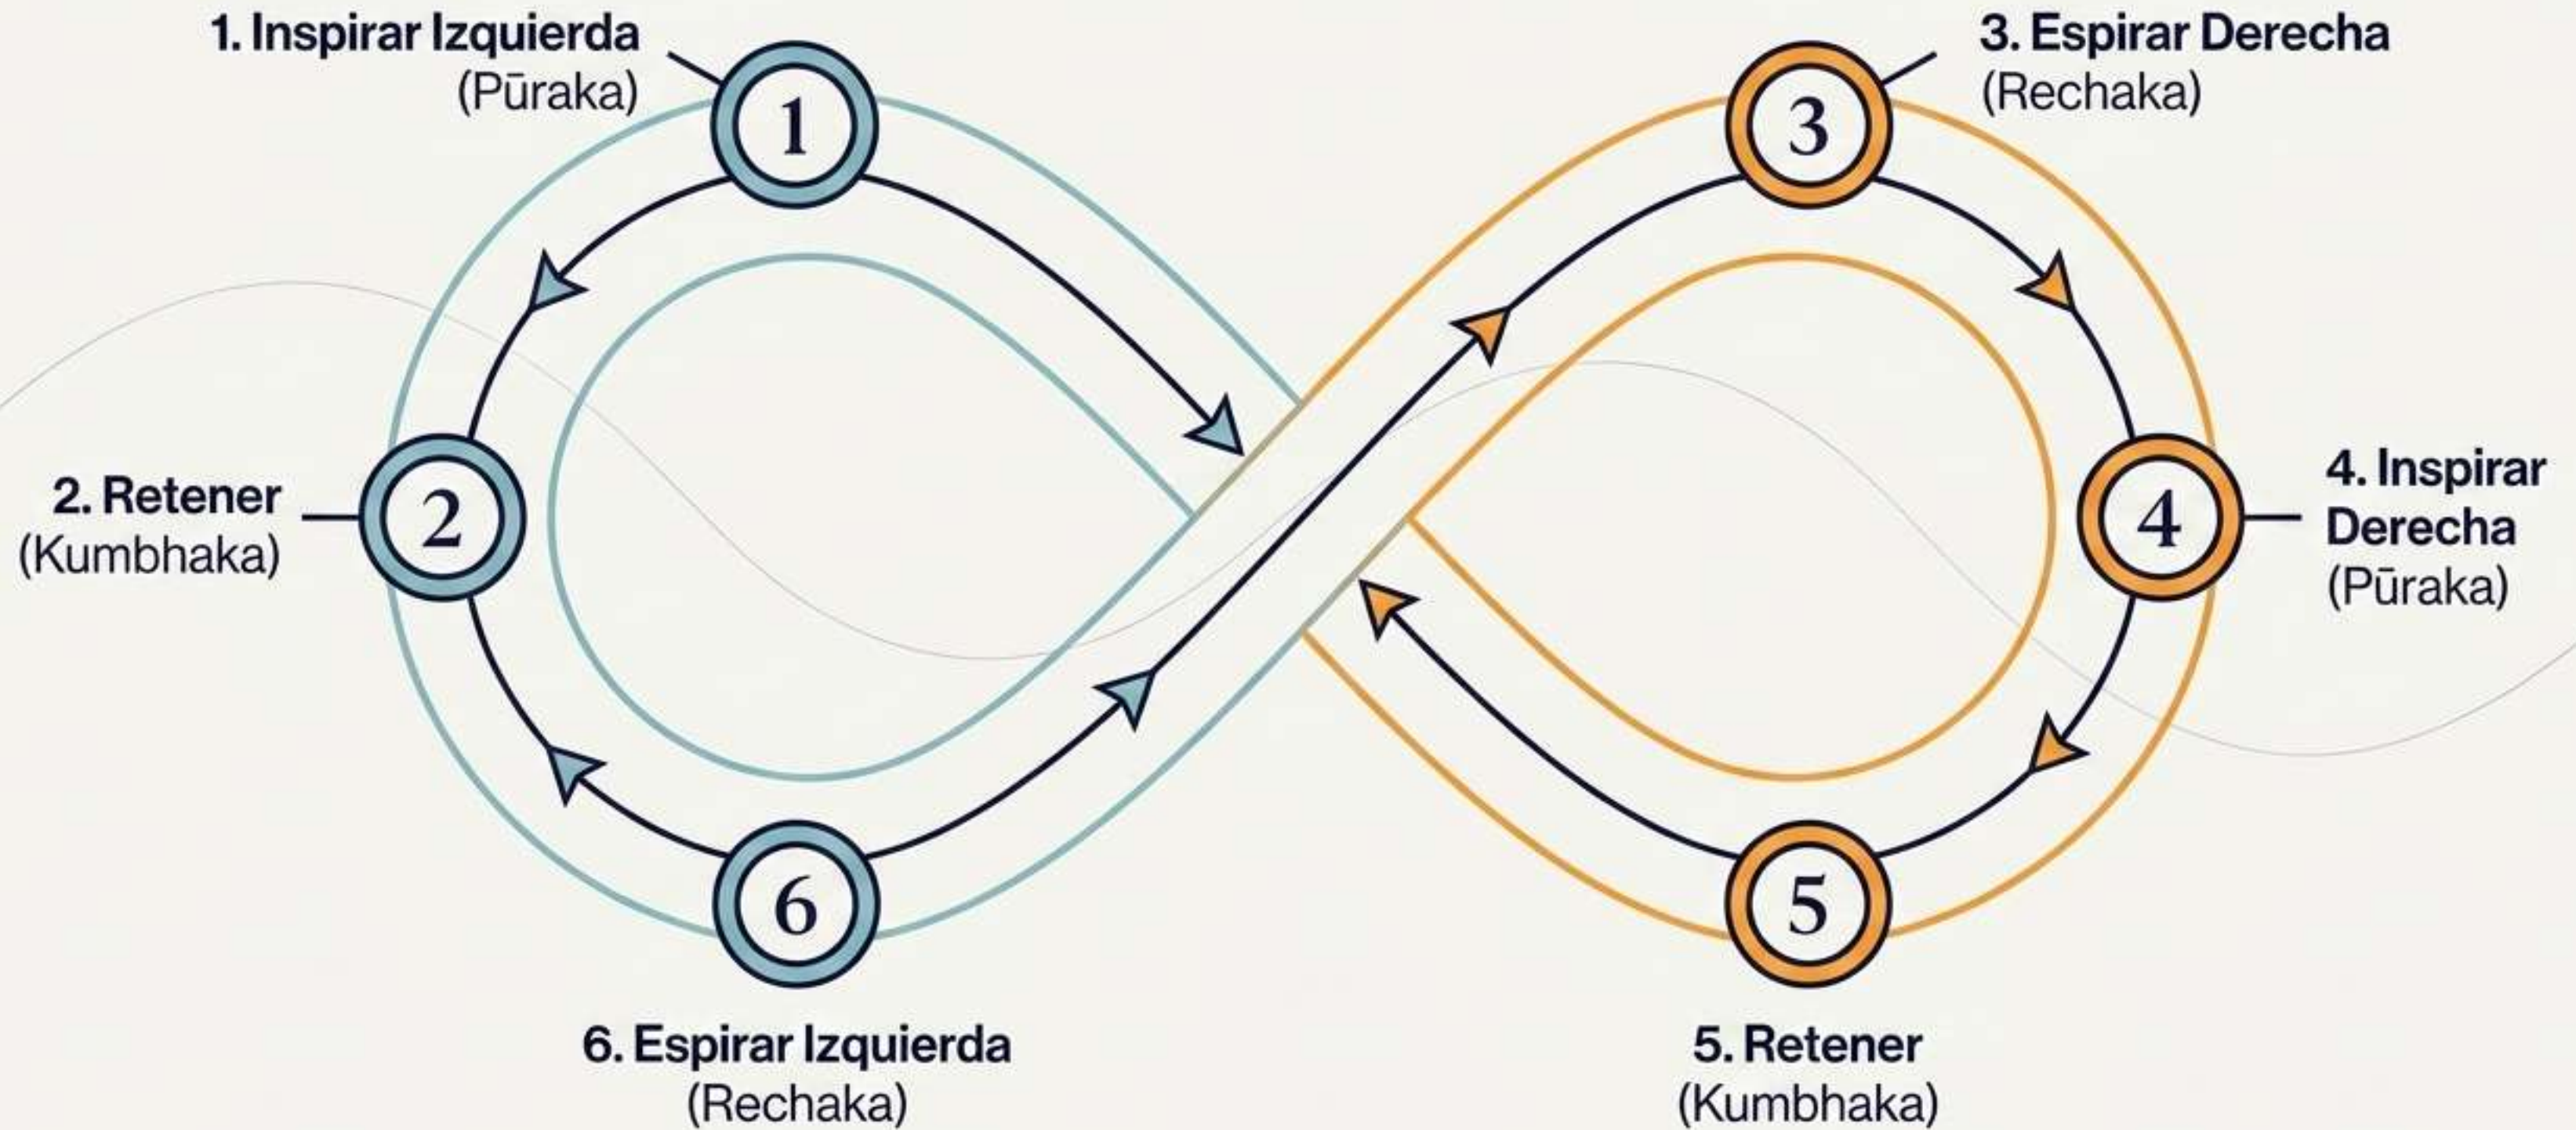 1. Inspirar Izquierda
(Pūraka)
1
2. Retener
(Kumbhaka)
2
3. Espirar Derecha
(Rechaka)
3
4. Inspirar
Derecha
(Pūraka)
4
5. Retener
(Kumbhaka)
5
6. Espirar Izquierda
(Rechaka)
6